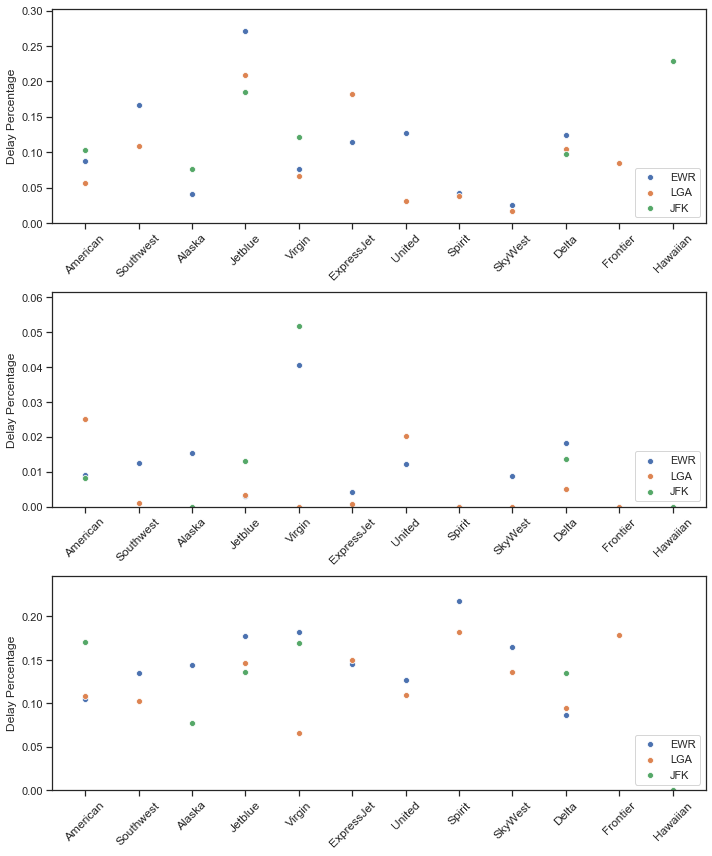 0.30
0.25
0.20
0.15
0.10
0.05
0.00
Delay Percentage
EWR
LGA
JFK
American Southwest Alaska Jetblue Virgin ExpressJet United Spirit SkyWest Delta Frontier Hawaiian
0.06
0.05
0.04
0.03
0.02
0.01
0.00
Delay Percentage
EWR
LGA
JFK
American Southwest Alaska Jetblue Virgin ExpressJet United Spirit SkyWest Delta Frontier Hawaiian
0.20
0.15
0.10
0.05
0.00
Delay Percentage
EWR
LGA
JFK
American Southwest Alaska Jetblue Virgin ExpressJet United Spirit SkyWest Delta Frontier Hawaiian